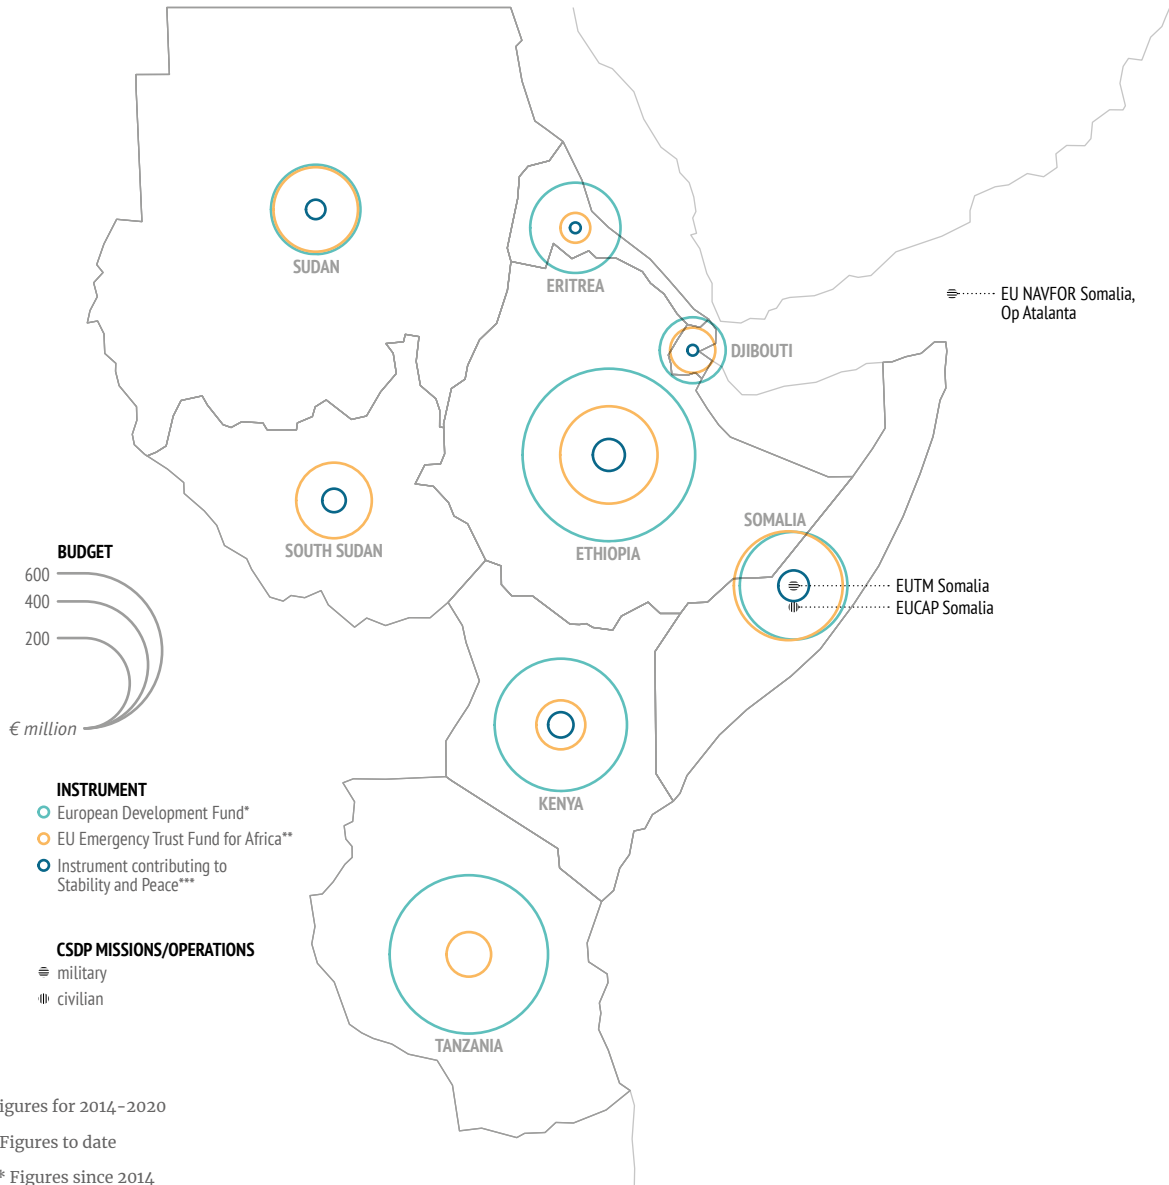 SUDAN
ERITREA
EU NAVFOR Somalia,
Op Atalanta
DJIBOUTI
SOMALIA
SOUTH SUDAN
ETHIOPIA
EUTM Somalia
EUCAP Somalia
BUDGET
600
400
200
€ million
KENYA
INSTRUMENT
European Development Fund*
EU Emergency Trust Fund for Africa**
Instrument contributing to
Stability and Peace***
CSDP MISSIONS/OPERATIONS
military
civilian
TANZANIA
igures for 2014-2020
Figures to date
* Figures since 2014